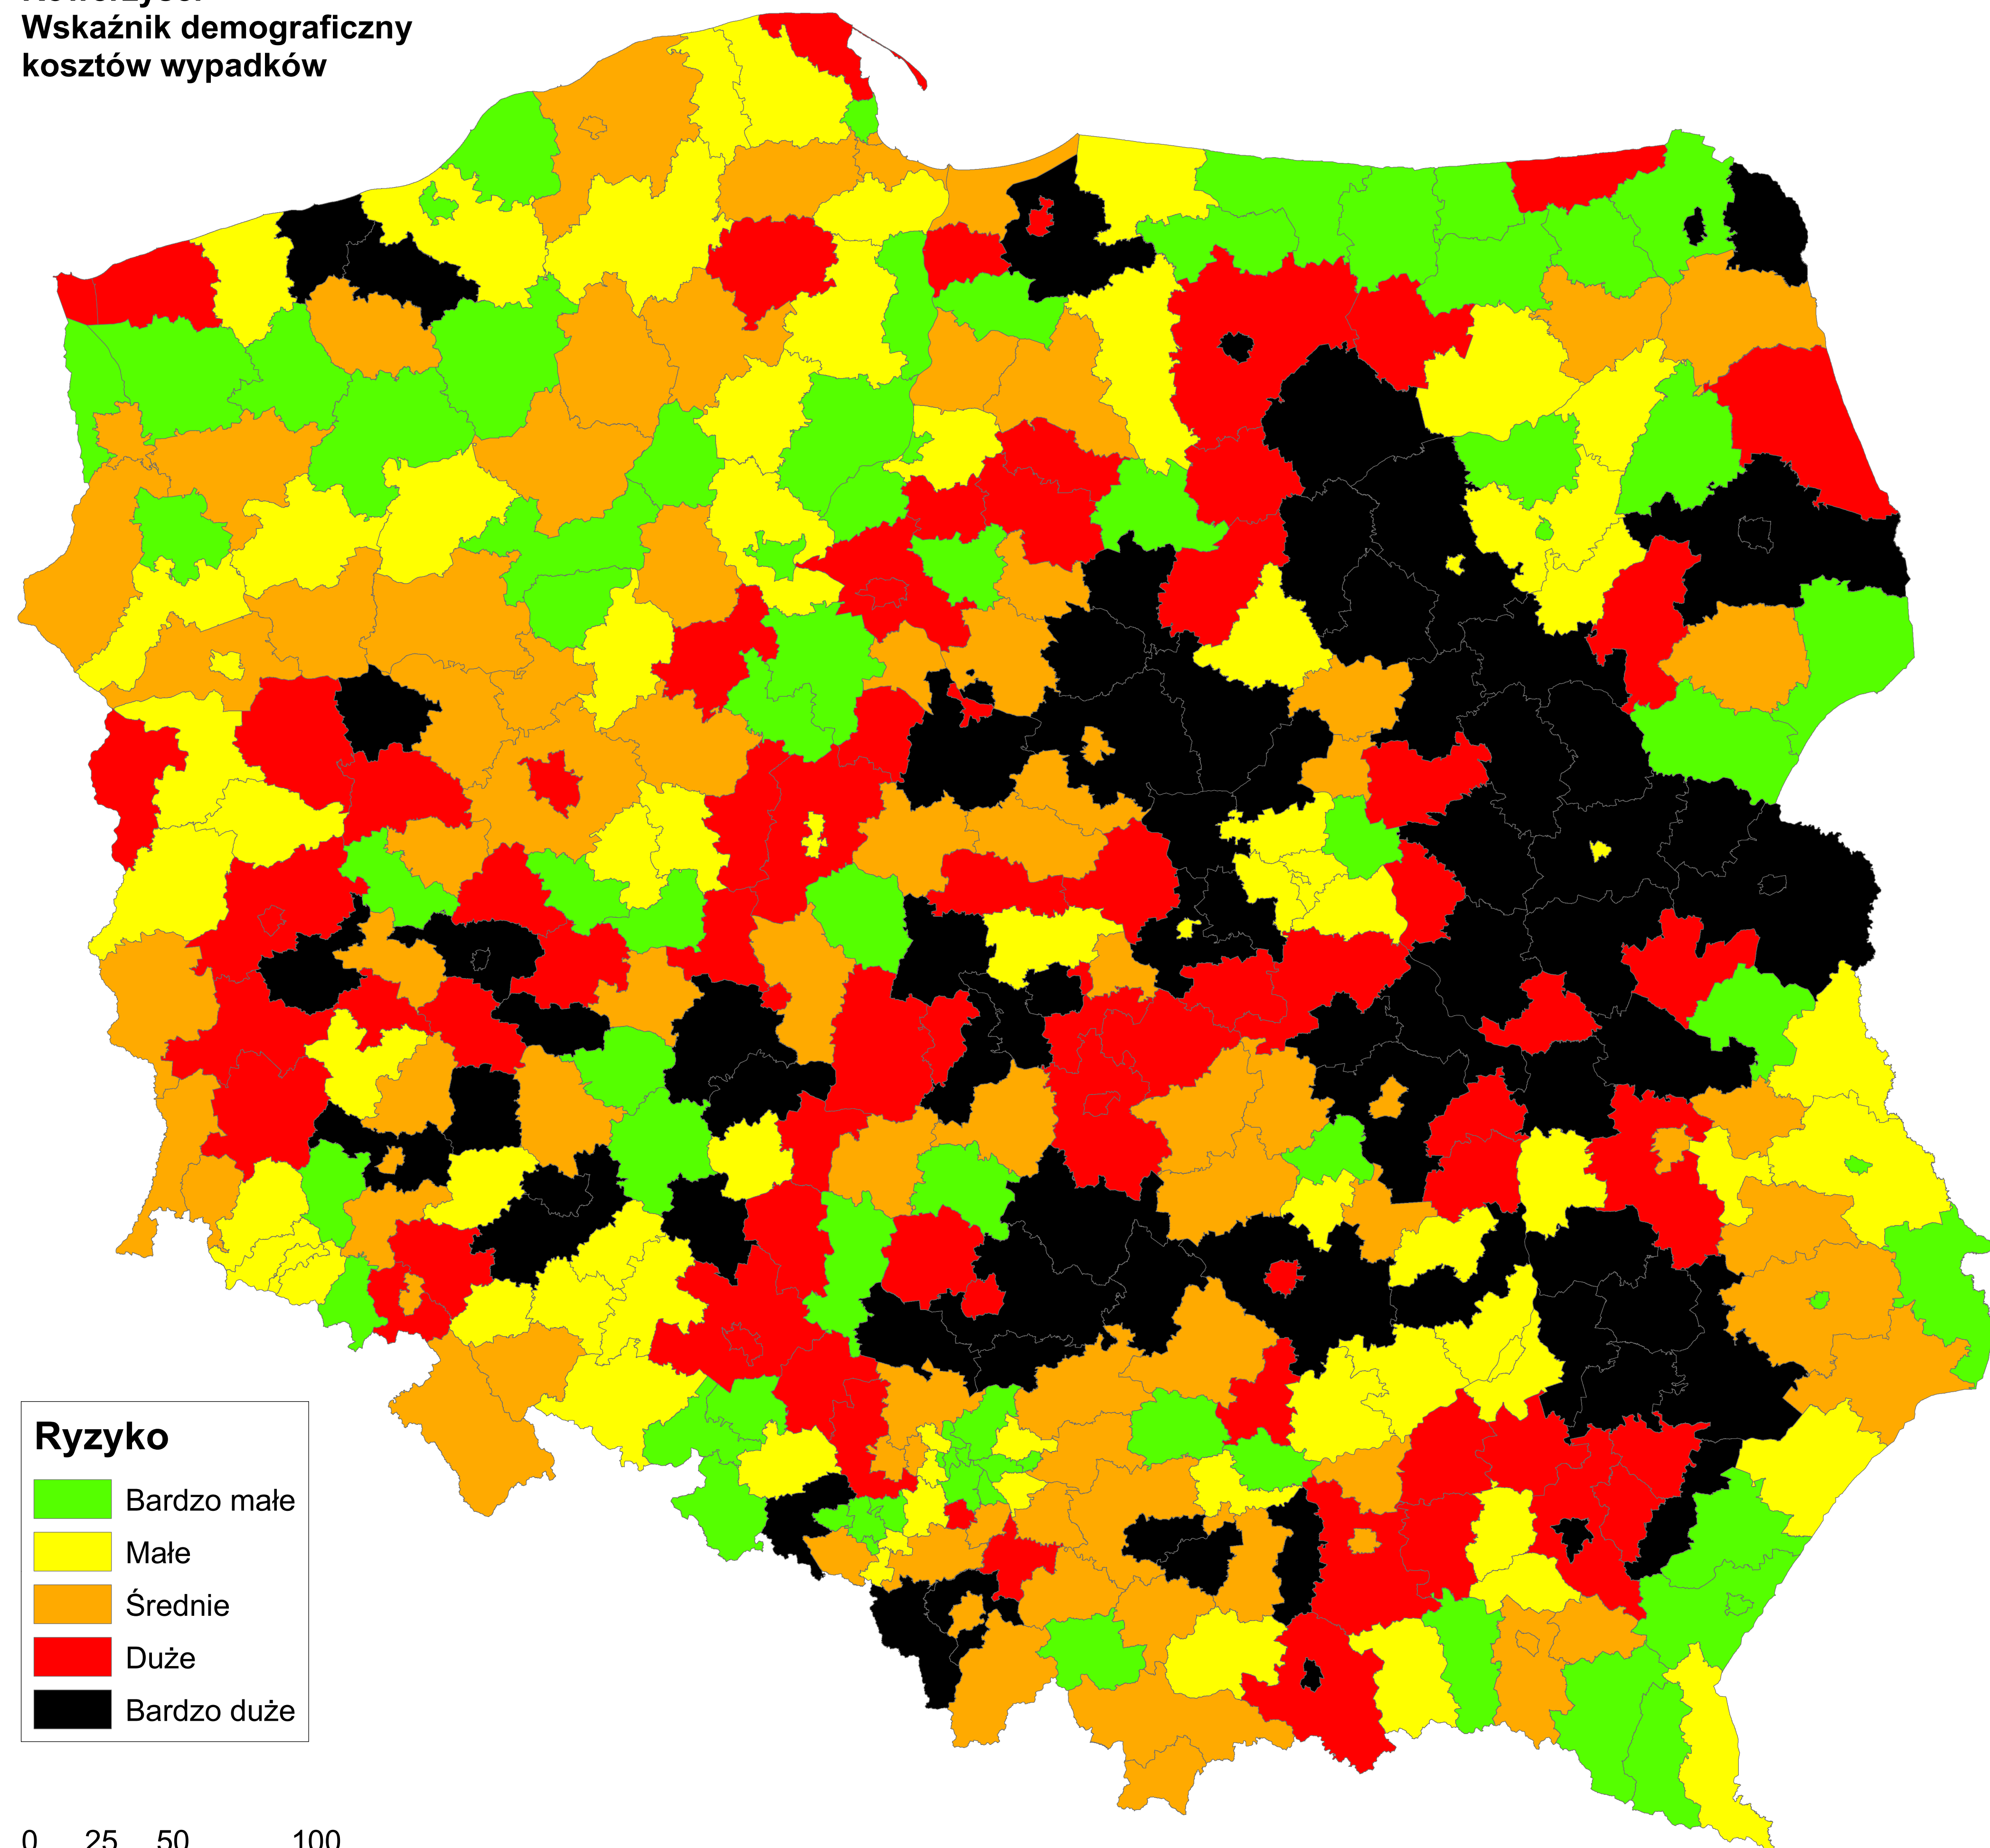 Wskaźnik demograficzny
kosztów wypadków
Ryzyko
Bardzo małe
Małe
Średnie
Duże
Bardzo duże
0 25 50 100